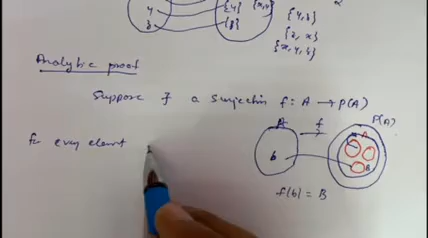 y {y} {x,y} {y,z}
z {z} {z, x}
{x, y, z}
Analytic proof
Suppose ∃ a surjection f: A → P(A)
A f P(A)
A
for every element
b B
f(b) = B